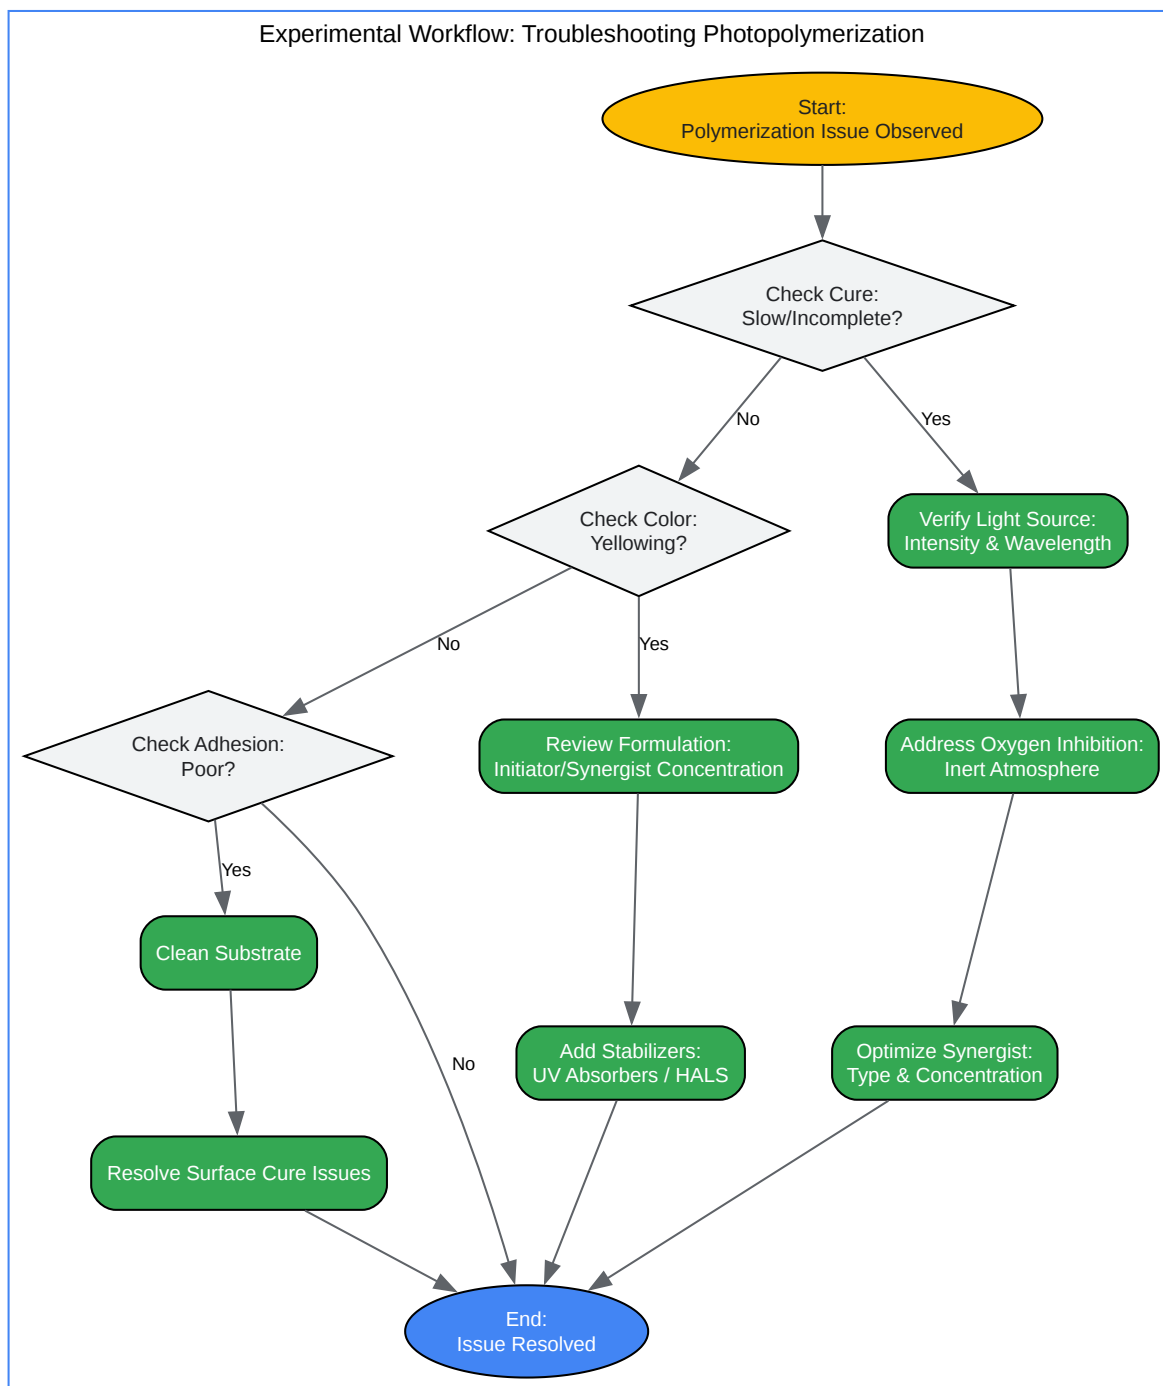 Experimental Workflow: Troubleshooting Photopolymerization
Start:
Polymerization Issue Observed
Check Cure:
Slow/Incomplete?
No
Yes
Check Color:
Yellowing?
Verify Light Source:
Intensity & Wavelength
No
Yes
Check Adhesion:
Poor?
Review Formulation:
Initiator/Synergist Concentration
Address Oxygen Inhibition:
Inert Atmosphere
Yes
Clean Substrate
No
Add Stabilizers:
UV Absorbers / HALS
Optimize Synergist:
Type & Concentration
Resolve Surface Cure Issues
End:
Issue Resolved